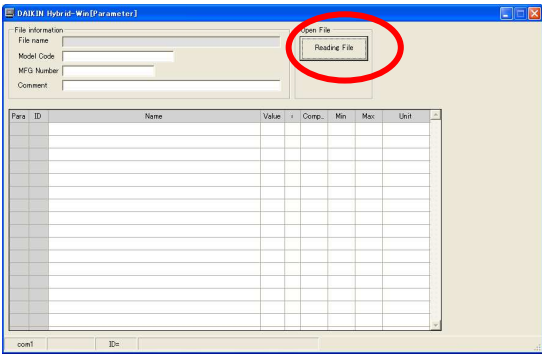 DAIKIN Hybrid-Win[Parameter]
File information
Open File
File name
Reading File
Model Code
MFG Number
Comment
Para ID Name Value : Comp.. Min Max Unit
com1 ID=